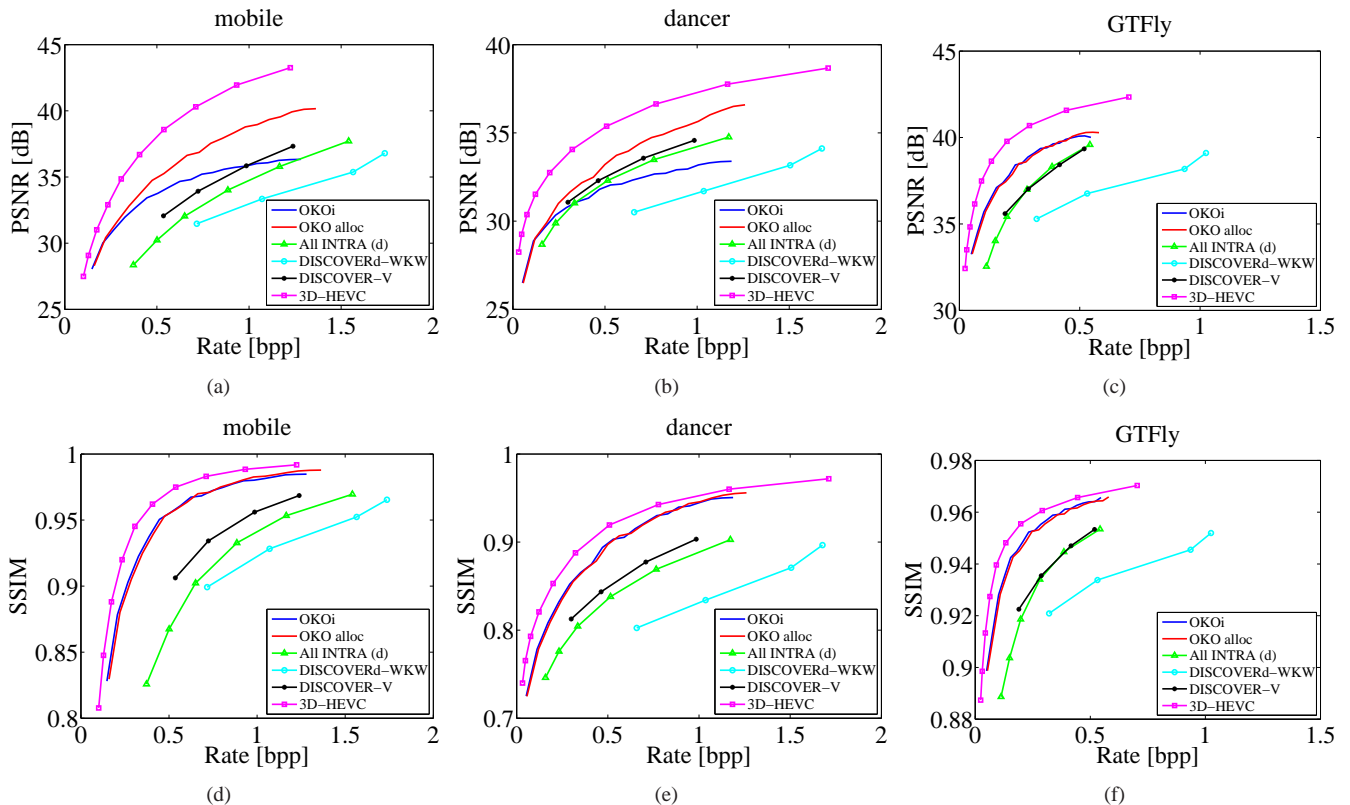 mobile
PSNR [dB]
45
40
35
30
25
0
0.5
1
1.5
2
Rate [bpp]
OKOi
OKO alloc
All INTRA (d)
DISCOVERd−WKW
DISCOVER−V
3D−HEVC
(a)
dancer
PSNR [dB]
40
35
30
25
0
0.5
1
1.5
2
Rate [bpp]
OKOi
OKO alloc
All INTRA (d)
DISCOVERd−WKW
DISCOVER−V
3D−HEVC
(b)
GTFly
PSNR [dB]
45
40
35
30
0
0.5
1
1.5
Rate [bpp]
OKOi
OKO alloc
All INTRA (d)
DISCOVERd−WKW
DISCOVER−V
3D−HEVC
(c)
mobile
SSIM
1
0.95
0.9
0.85
0.8
0
0.5
1
1.5
2
Rate [bpp]
OKOi
OKO alloc
All INTRA (d)
DISCOVERd−WKW
DISCOVER−V
3D−HEVC
(d)
dancer
SSIM
1
0.9
0.8
0.7
0
0.5
1
1.5
2
Rate [bpp]
OKOi
OKO alloc
All INTRA (d)
DISCOVERd−WKW
DISCOVER−V
3D−HEVC
(e)
GTFly
SSIM
0.98
0.96
0.94
0.92
0.9
0.88
0
0.5
1
1.5
Rate [bpp]
OKOi
OKO alloc
All INTRA (d)
DISCOVERd−WKW
DISCOVER−V
3D−HEVC
(f)